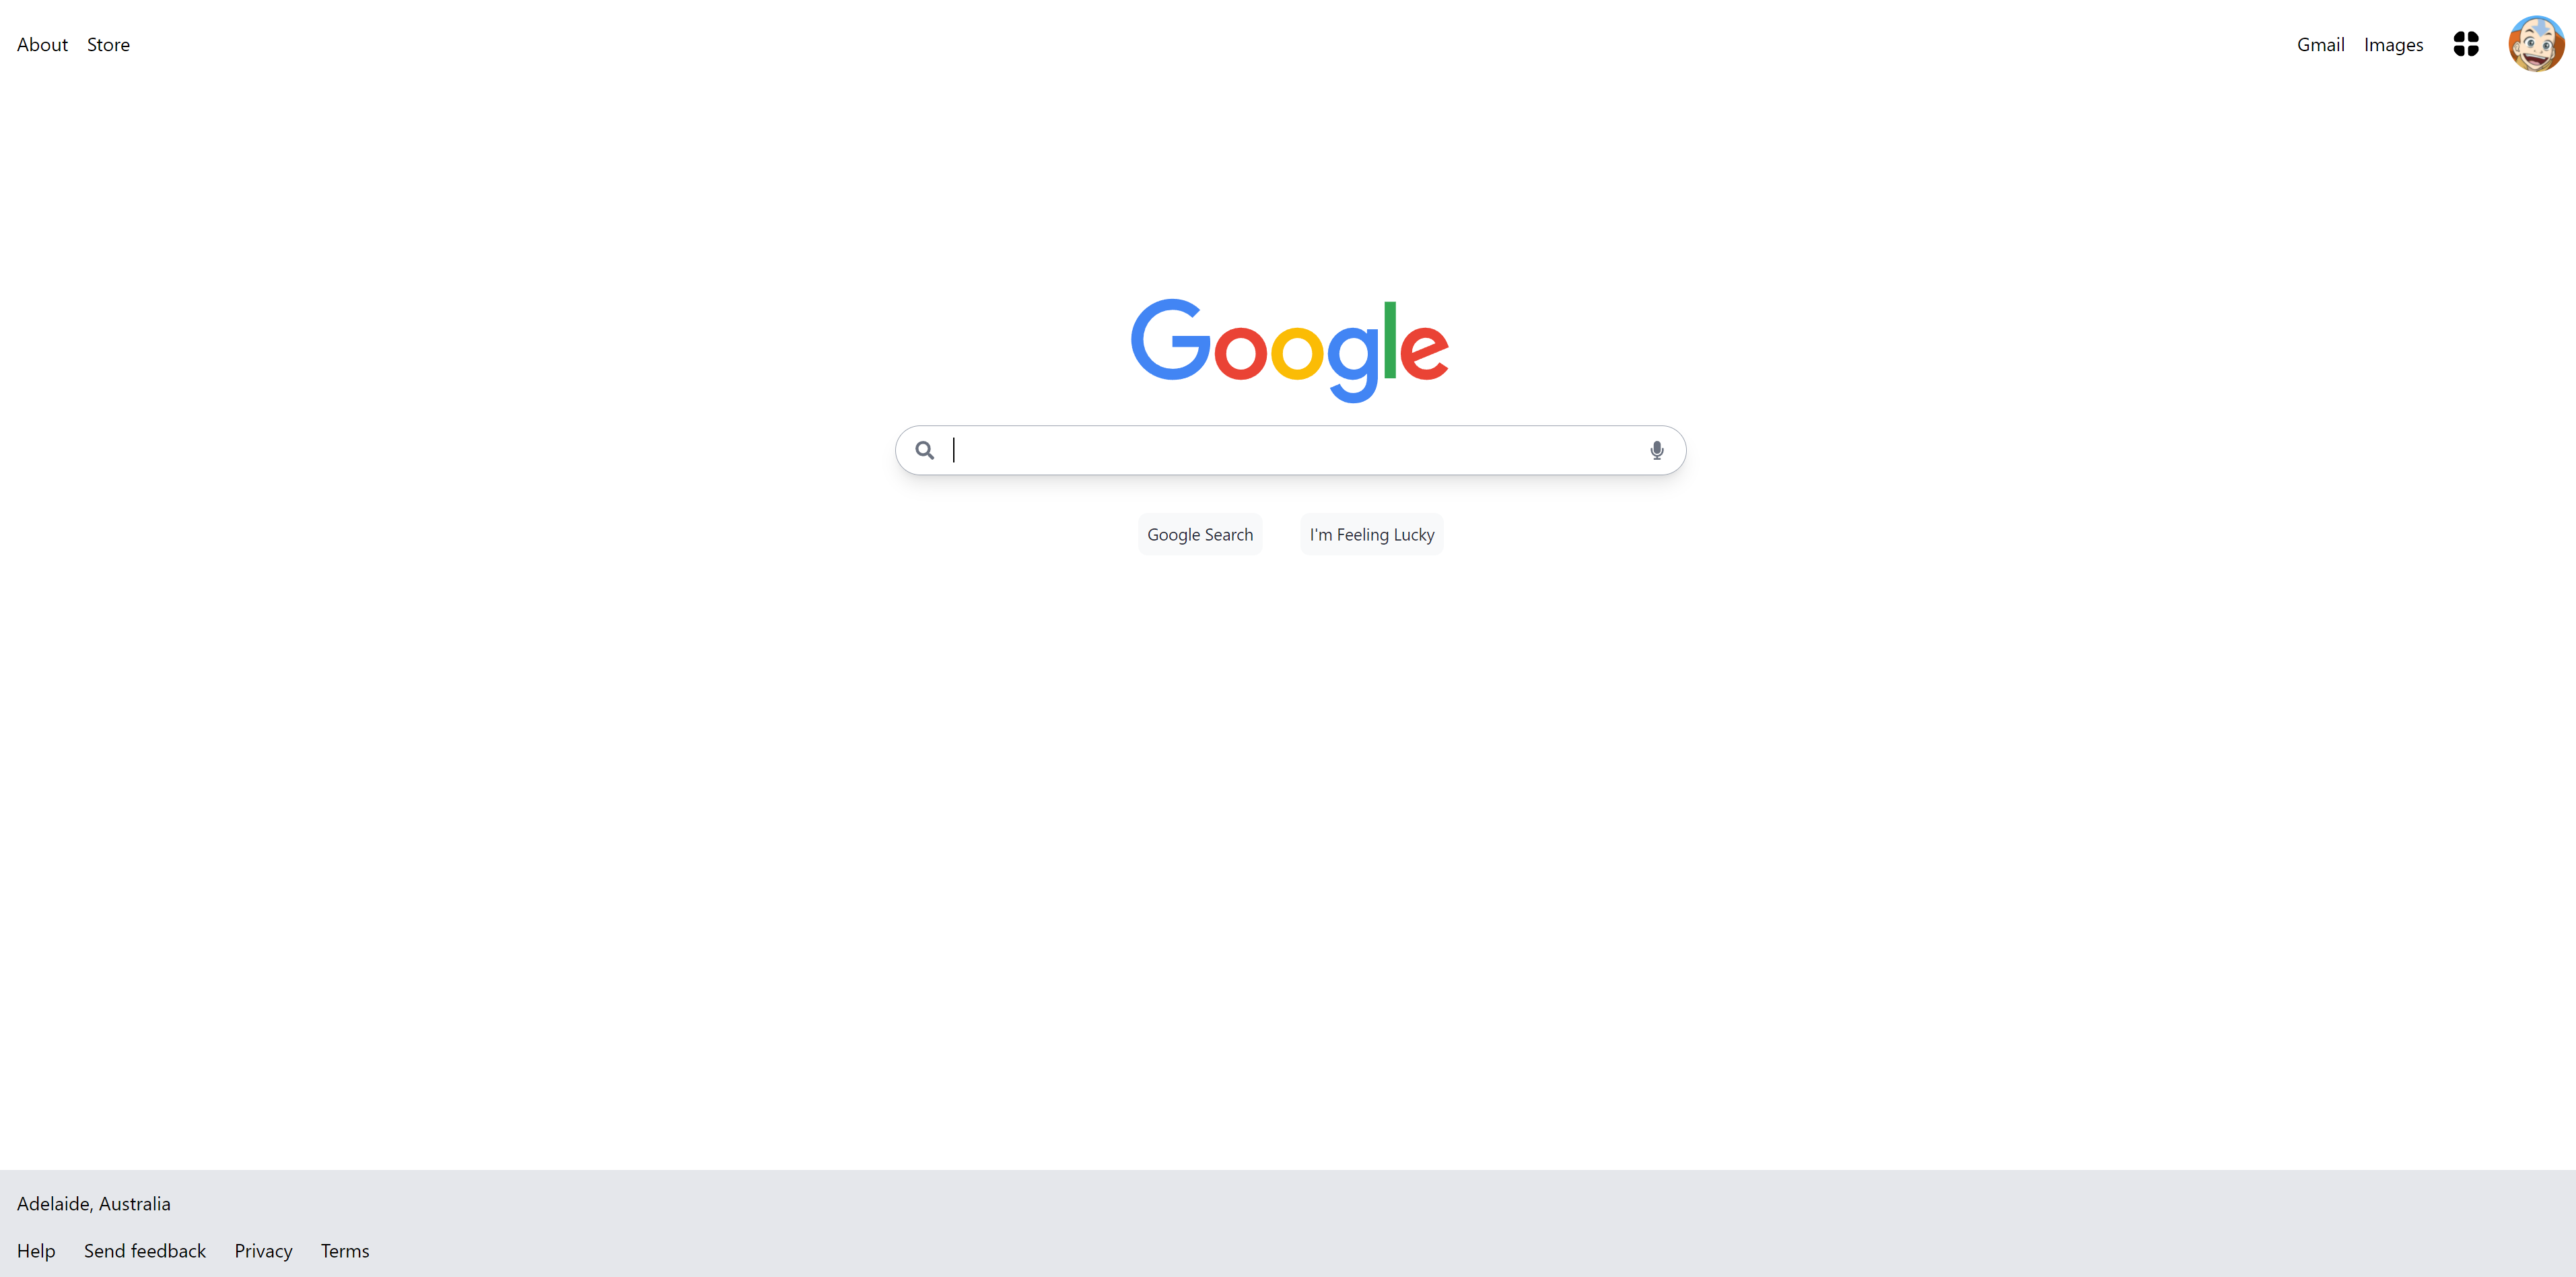 About Store
Gmail Images
Google
Google Search I'm Feeling Lucky
Adelaide, Australia
Help Send feedback Privacy Terms